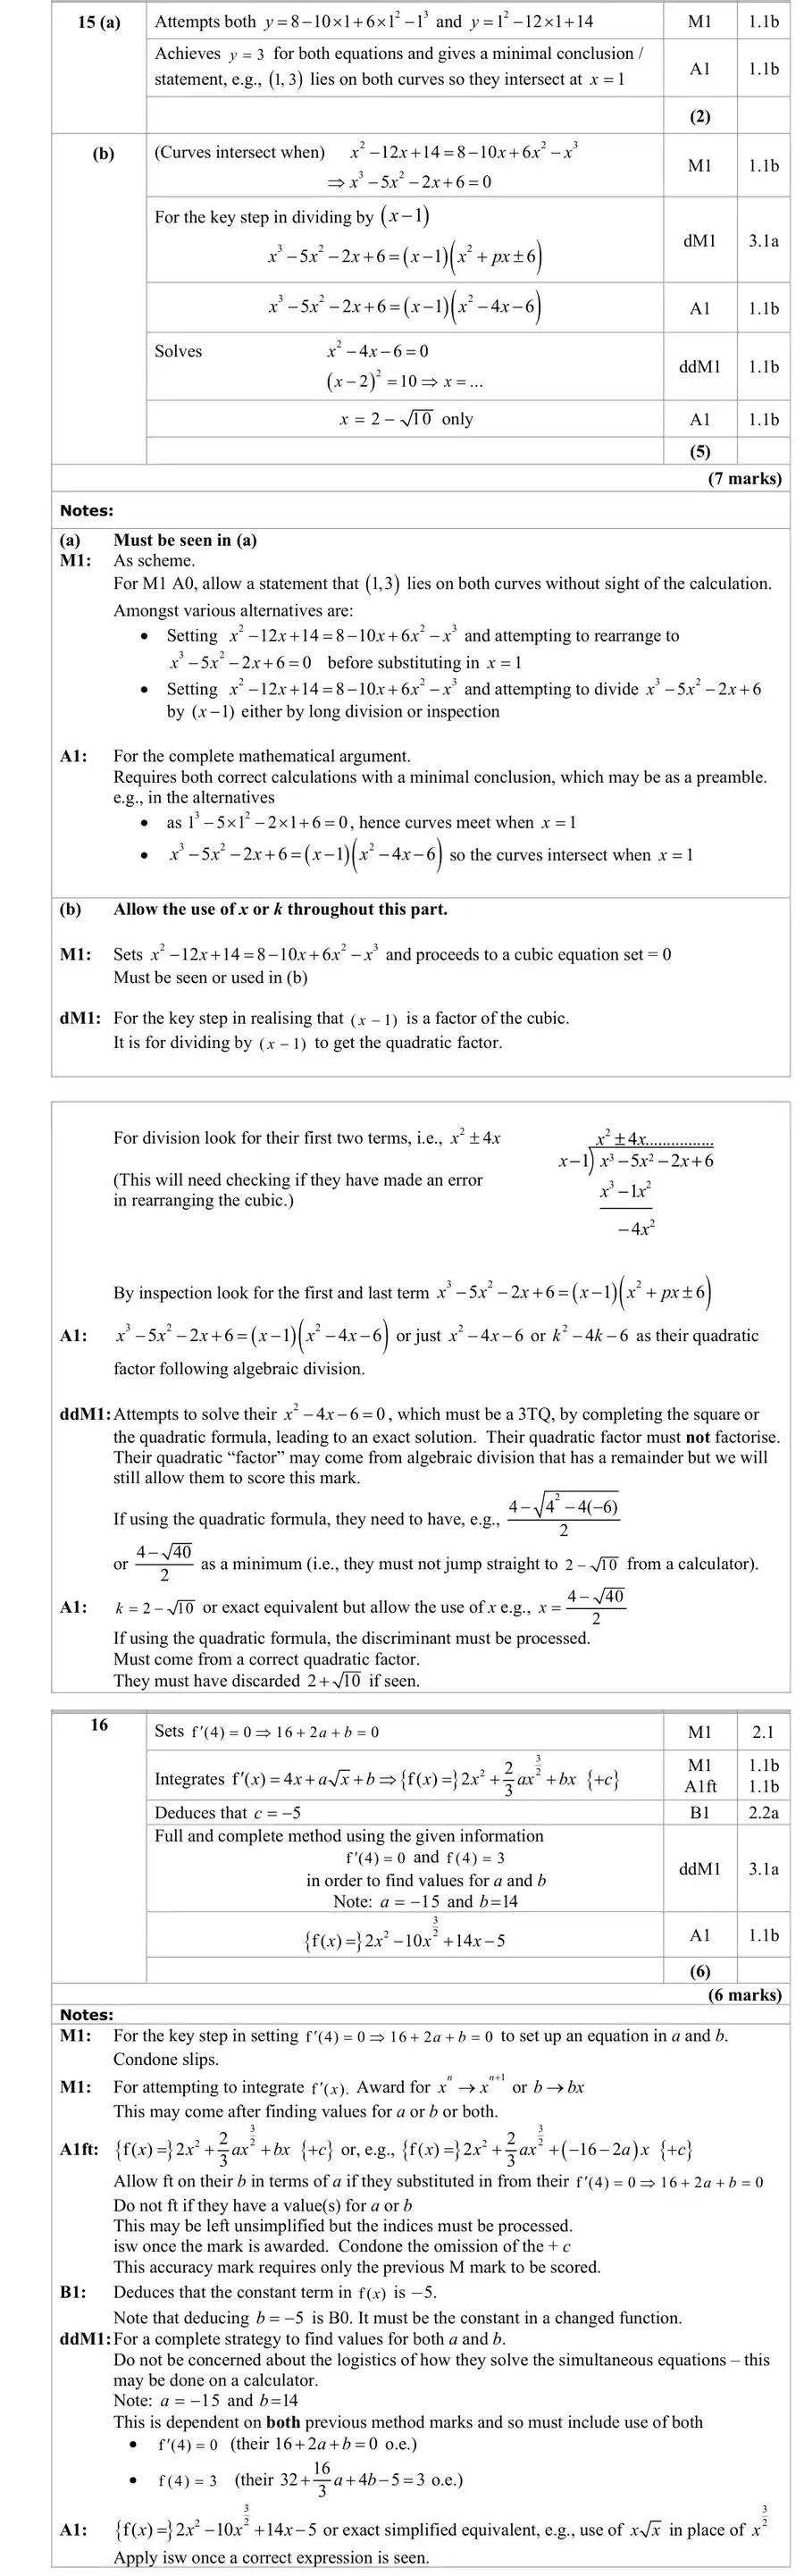 15 (a) Attempts both y = 8−10×1+6×1²−1³ and y = 1²−12×1+14 M1 1.1b
Achieves y = 3 for both equations and gives a minimal conclusion /
statement, e.g., (1, 3) lies on both curves so they intersect at x = 1 A1 1.1b
(2)
(b) (Curves intersect when) x²−12x+14 = 8−10x+6x²−x³
⇒ x³−5x²−2x+6 = 0 M1 1.1b
For the key step in dividing by (x−1)
x³−5x²−2x+6 = (x−1)(x²+px±6) dM1 3.1a
x³−5x²−2x+6 = (x−1)(x²−4x−6) A1 1.1b
Solves x²−4x−6 = 0
(x−2)² = 10 ⇒ x = ... ddM1 1.1b
x = 2 − √10 only A1 1.1b
(5)
(7 marks)
Notes:
(a) Must be seen in (a)
M1: As scheme.
For M1 A0, allow a statement that (1,3) lies on both curves without sight of the calculation.
Amongst various alternatives are:
• Setting x²−12x+14 = 8−10x+6x²−x³ and attempting to rearrange to
x³−5x²−2x+6 = 0 before substituting in x = 1
• Setting x²−12x+14 = 8−10x+6x²−x³ and attempting to divide x³−5x²−2x+6
by (x−1) either by long division or inspection
A1: For the complete mathematical argument.
Requires both correct calculations with a minimal conclusion, which may be as a preamble.
e.g., in the alternatives
• as 1³−5×1²−2×1+6 = 0, hence curves meet when x = 1
• x³−5x²−2x+6 = (x−1)(x²−4x−6) so the curves intersect when x = 1
(b) Allow the use of x or k throughout this part.
M1: Sets x²−12x+14 = 8−10x+6x²−x³ and proceeds to a cubic equation set = 0
Must be seen or used in (b)
dM1: For the key step in realising that (x − 1) is a factor of the cubic.
It is for dividing by (x − 1) to get the quadratic factor.
For division look for their first two terms, i.e., x² ± 4x
(This will need checking if they have made an error
in rearranging the cubic.)
x² ± 4x................
x−1) x³−5x²−2x+6
x³−1x²
−4x²
By inspection look for the first and last term x³−5x²−2x+6 = (x−1)(x²+px±6)
A1: x³−5x²−2x+6 = (x−1)(x²−4x−6) or just x²−4x−6 or k²−4k−6 as their quadratic
factor following algebraic division.
ddM1: Attempts to solve their x²−4x−6 = 0, which must be a 3TQ, by completing the square or
the quadratic formula, leading to an exact solution. Their quadratic factor must not factorise.
Their quadratic “factor” may come from algebraic division that has a remainder but we will
still allow them to score this mark.
If using the quadratic formula, they need to have, e.g., (4−√(4²−4(−6)))/2
or (4−√40)/2 as a minimum (i.e., they must not jump straight to 2−√10 from a calculator).
A1: k = 2−√10 or exact equivalent but allow the use of x e.g., x = (4−√40)/2
If using the quadratic formula, the discriminant must be processed.
Must come from a correct quadratic factor.
They must have discarded 2+√10 if seen.
16 Sets f′(4) = 0 ⇒ 16+2a+b = 0 M1 2.1
Integrates f′(x) = 4x+a√x+b ⇒ {f(x) =} 2x² + (2/3)ax^(3/2) + bx {+c} M1 1.1b
A1ft 1.1b
Deduces that c = −5 B1 2.2a
Full and complete method using the given information
f′(4) = 0 and f(4) = 3
in order to find values for a and b
Note: a = −15 and b=14 ddM1 3.1a
{f(x) =} 2x²−10x^(3/2)+14x−5 A1 1.1b
(6)
(6 marks)
Notes:
M1: For the key step in setting f′(4) = 0 ⇒ 16+2a+b = 0 to set up an equation in a and b.
Condone slips.
M1: For attempting to integrate f′(x). Award for xⁿ → xⁿ⁺¹ or b → bx
This may come after finding values for a or b or both.
A1ft: {f(x) =} 2x² + (2/3)ax^(3/2) + bx {+c} or, e.g., {f(x) =} 2x² + (2/3)ax^(3/2) + (−16−2a)x {+c}
Allow ft on their b in terms of a if they substituted in from their f′(4) = 0 ⇒ 16+2a+b = 0
Do not ft if they have a value(s) for a or b
This may be left unsimplified but the indices must be processed.
isw once the mark is awarded. Condone the omission of the + c
This accuracy mark requires only the previous M mark to be scored.
B1: Deduces that the constant term in f(x) is −5.
Note that deducing b = −5 is B0. It must be the constant in a changed function.
ddM1: For a complete strategy to find values for both a and b.
Do not be concerned about the logistics of how they solve the simultaneous equations – this
may be done on a calculator.
Note: a = −15 and b=14
This is dependent on both previous method marks and so must include use of both
• f′(4) = 0 (their 16+2a+b = 0 o.e.)
• f(4) = 3 (their 32+(16/3)a+4b−5 = 3 o.e.)
A1: {f(x) =} 2x²−10x^(3/2)+14x−5 or exact simplified equivalent, e.g., use of x√x in place of x^(3/2)
Apply isw once a correct expression is seen.